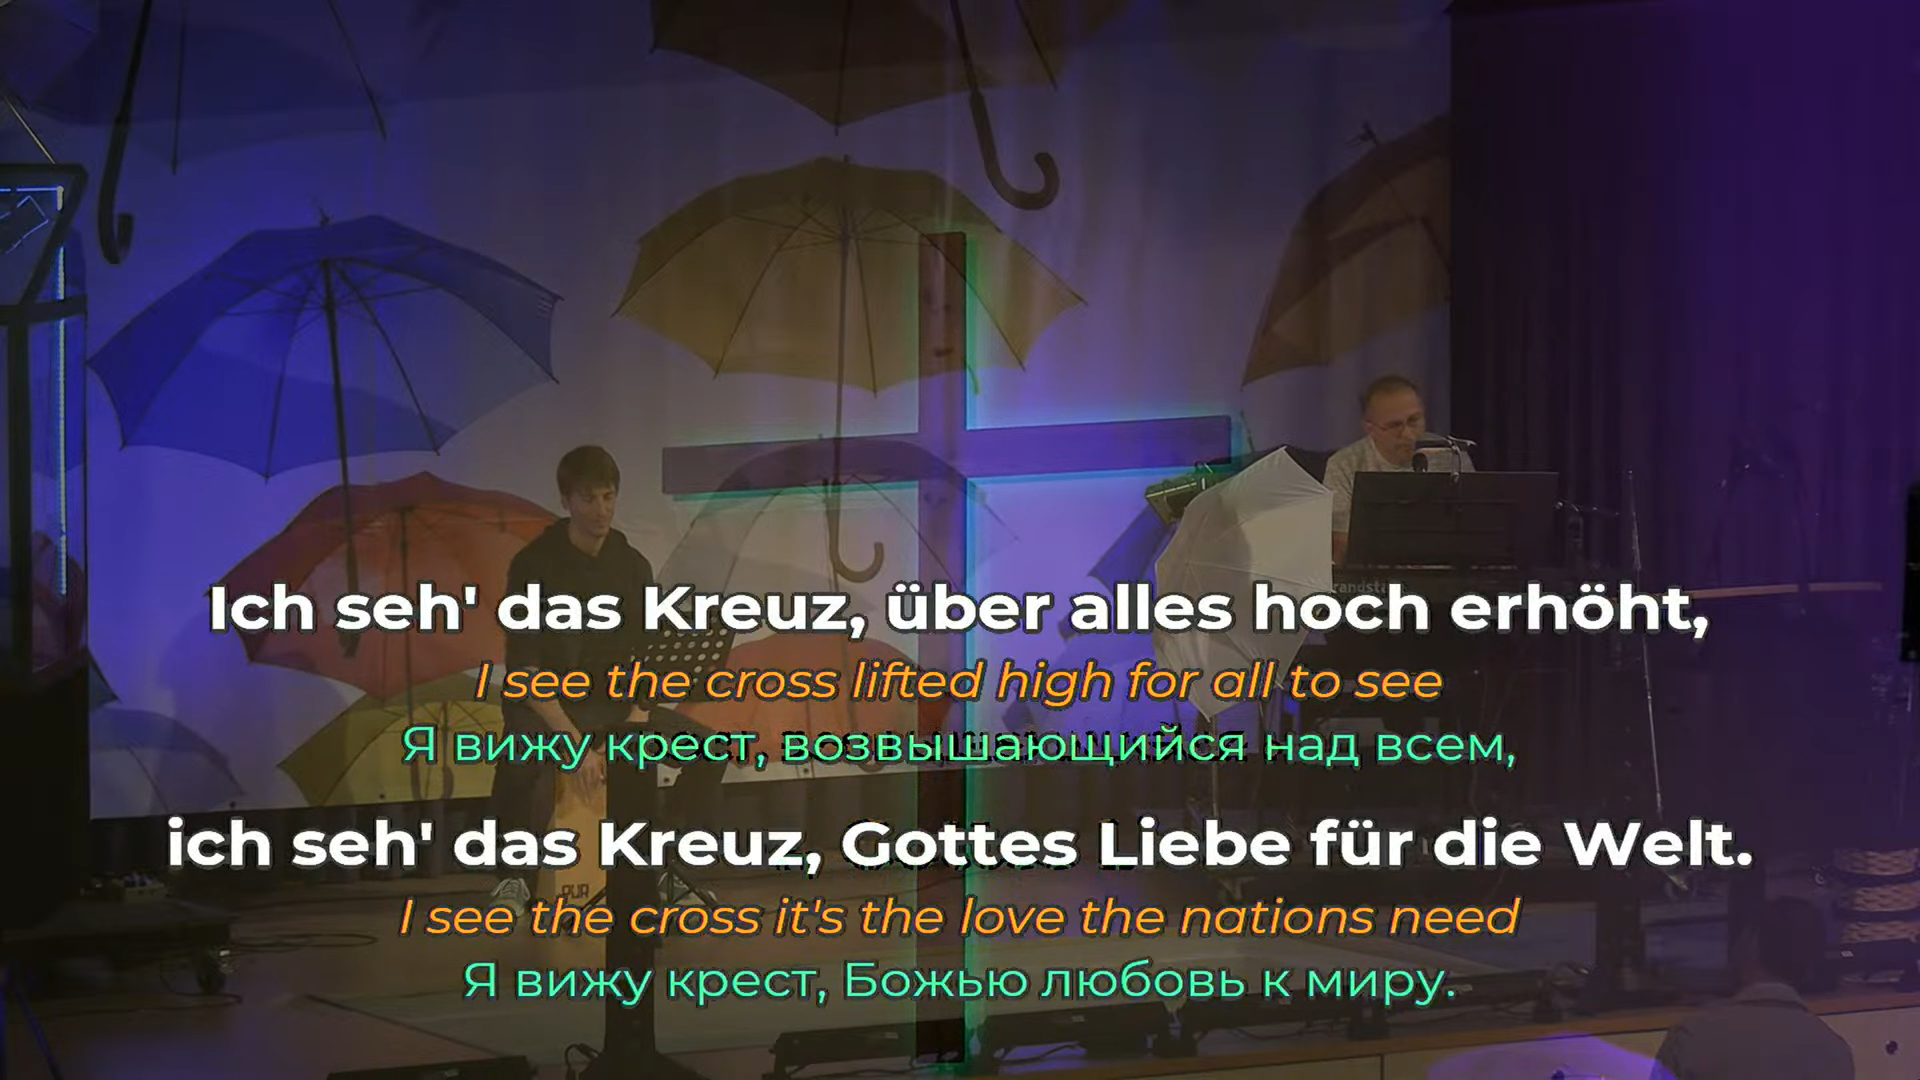 Ich seh' das Kreuz, über alles hoch erhöht,
I see the cross lifted high for all to see
Я вижу крест, возвышающийся над всем,
ich seh' das Kreuz, Gottes Liebe für die Welt.
I see the cross it's the love the nations need
Я вижу крест, Божью любовь к миру.